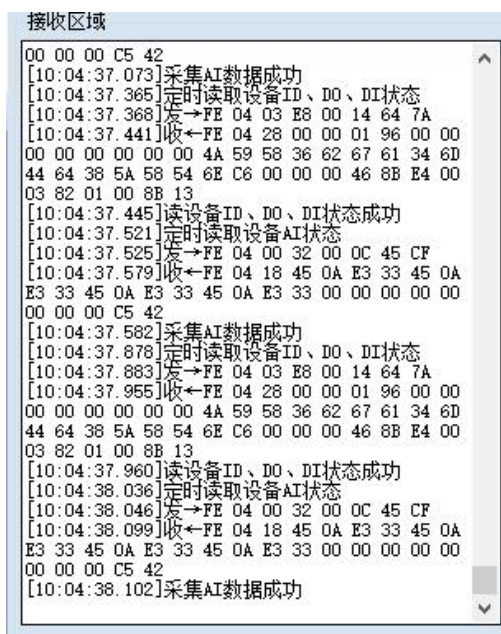 接收区域
00 00 00 C5 42
[10:04:37.073]采集AI数据成功
[10:04:37.365]定时读取设备ID、DO、DI状态
[10:04:37.368]发→FE 04 03 E8 00 14 64 7A
[10:04:37.441]收←FE 04 28 00 00 01 96 00 00
00 00 00 00 00 00 4A 59 58 36 62 67 61 34 6D
44 64 38 5A 58 54 6E C6 00 00 00 46 8B E4 00
03 82 01 00 8B 13
[10:04:37.445]读设备ID、DO、DI状态成功
[10:04:37.521]定时读取设备AI状态
[10:04:37.525]发→FE 04 00 32 00 0C 45 CF
[10:04:37.579]收←FE 04 18 45 0A E3 33 45 0A
E3 33 45 0A E3 33 45 0A E3 33 00 00 00 00 00
00 00 00 C5 42
[10:04:37.582]采集AI数据成功
[10:04:37.878]定时读取设备ID、DO、DI状态
[10:04:37.883]发→FE 04 03 E8 00 14 64 7A
[10:04:37.955]收←FE 04 28 00 00 01 96 00 00
00 00 00 00 00 00 4A 59 58 36 62 67 61 34 6D
44 64 38 5A 58 54 6E C6 00 00 00 46 8B E4 00
03 82 01 00 8B 13
[10:04:37.960]读设备ID、DO、DI状态成功
[10:04:38.036]定时读取设备AI状态
[10:04:38.046]发→FE 04 00 32 00 0C 45 CF
[10:04:38.099]收←FE 04 18 45 0A E3 33 45 0A
E3 33 45 0A E3 33 45 0A E3 33 00 00 00 00 00
00 00 00 C5 42
[10:04:38.102]采集AI数据成功